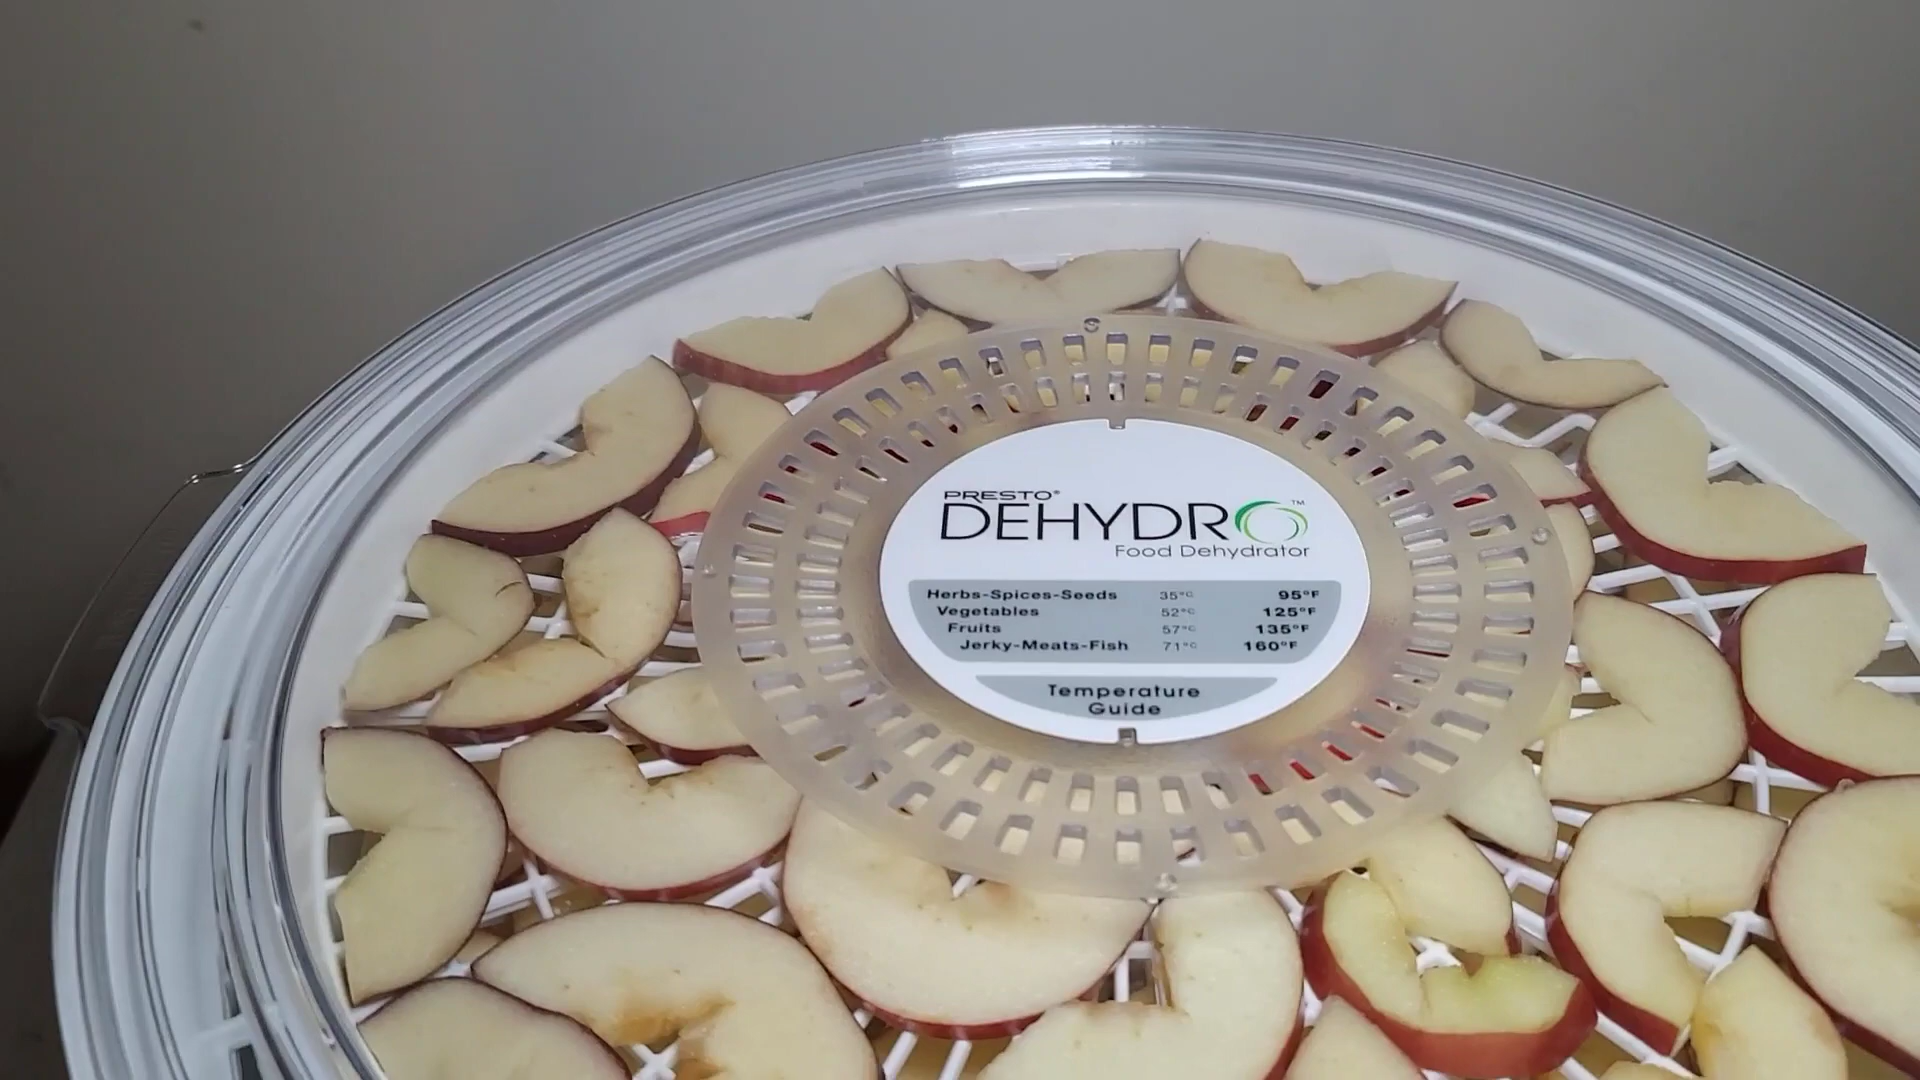 PRESTO®
DEHYDRO™
Food Dehydrator
Herbs-Spices-Seeds 35°C 95°F
Vegetables 52°C 125°F
Fruits 57°C 135°F
Jerky-Meats-Fish 71°C 160°F
Temperature
Guide